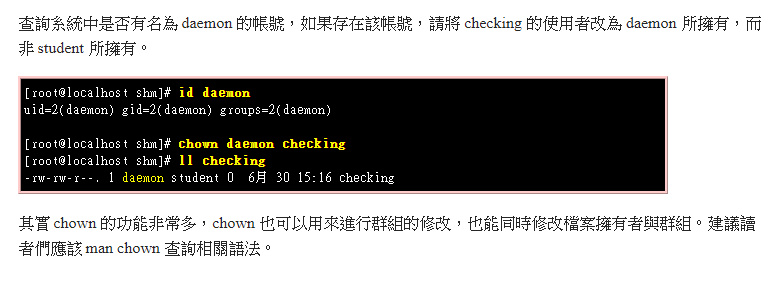 查詢系統中是否有名為 daemon 的帳號，如果存在該帳號，請將 checking 的使用者改為 daemon 所擁有，而
非 student 所擁有。
[root@localhost shm]# id daemon
uid=2(daemon) gid=2(daemon) groups=2(daemon)
[root@localhost shm]# chown daemon checking
[root@localhost shm]# ll checking
-rw-rw-r--. 1 daemon student 0  6月 30 15:16 checking
其實 chown 的功能非常多，chown 也可以用來進行群組的修改，也能同時修改檔案擁有者與群組。建議讀
者們應該 man chown 查詢相關語法。